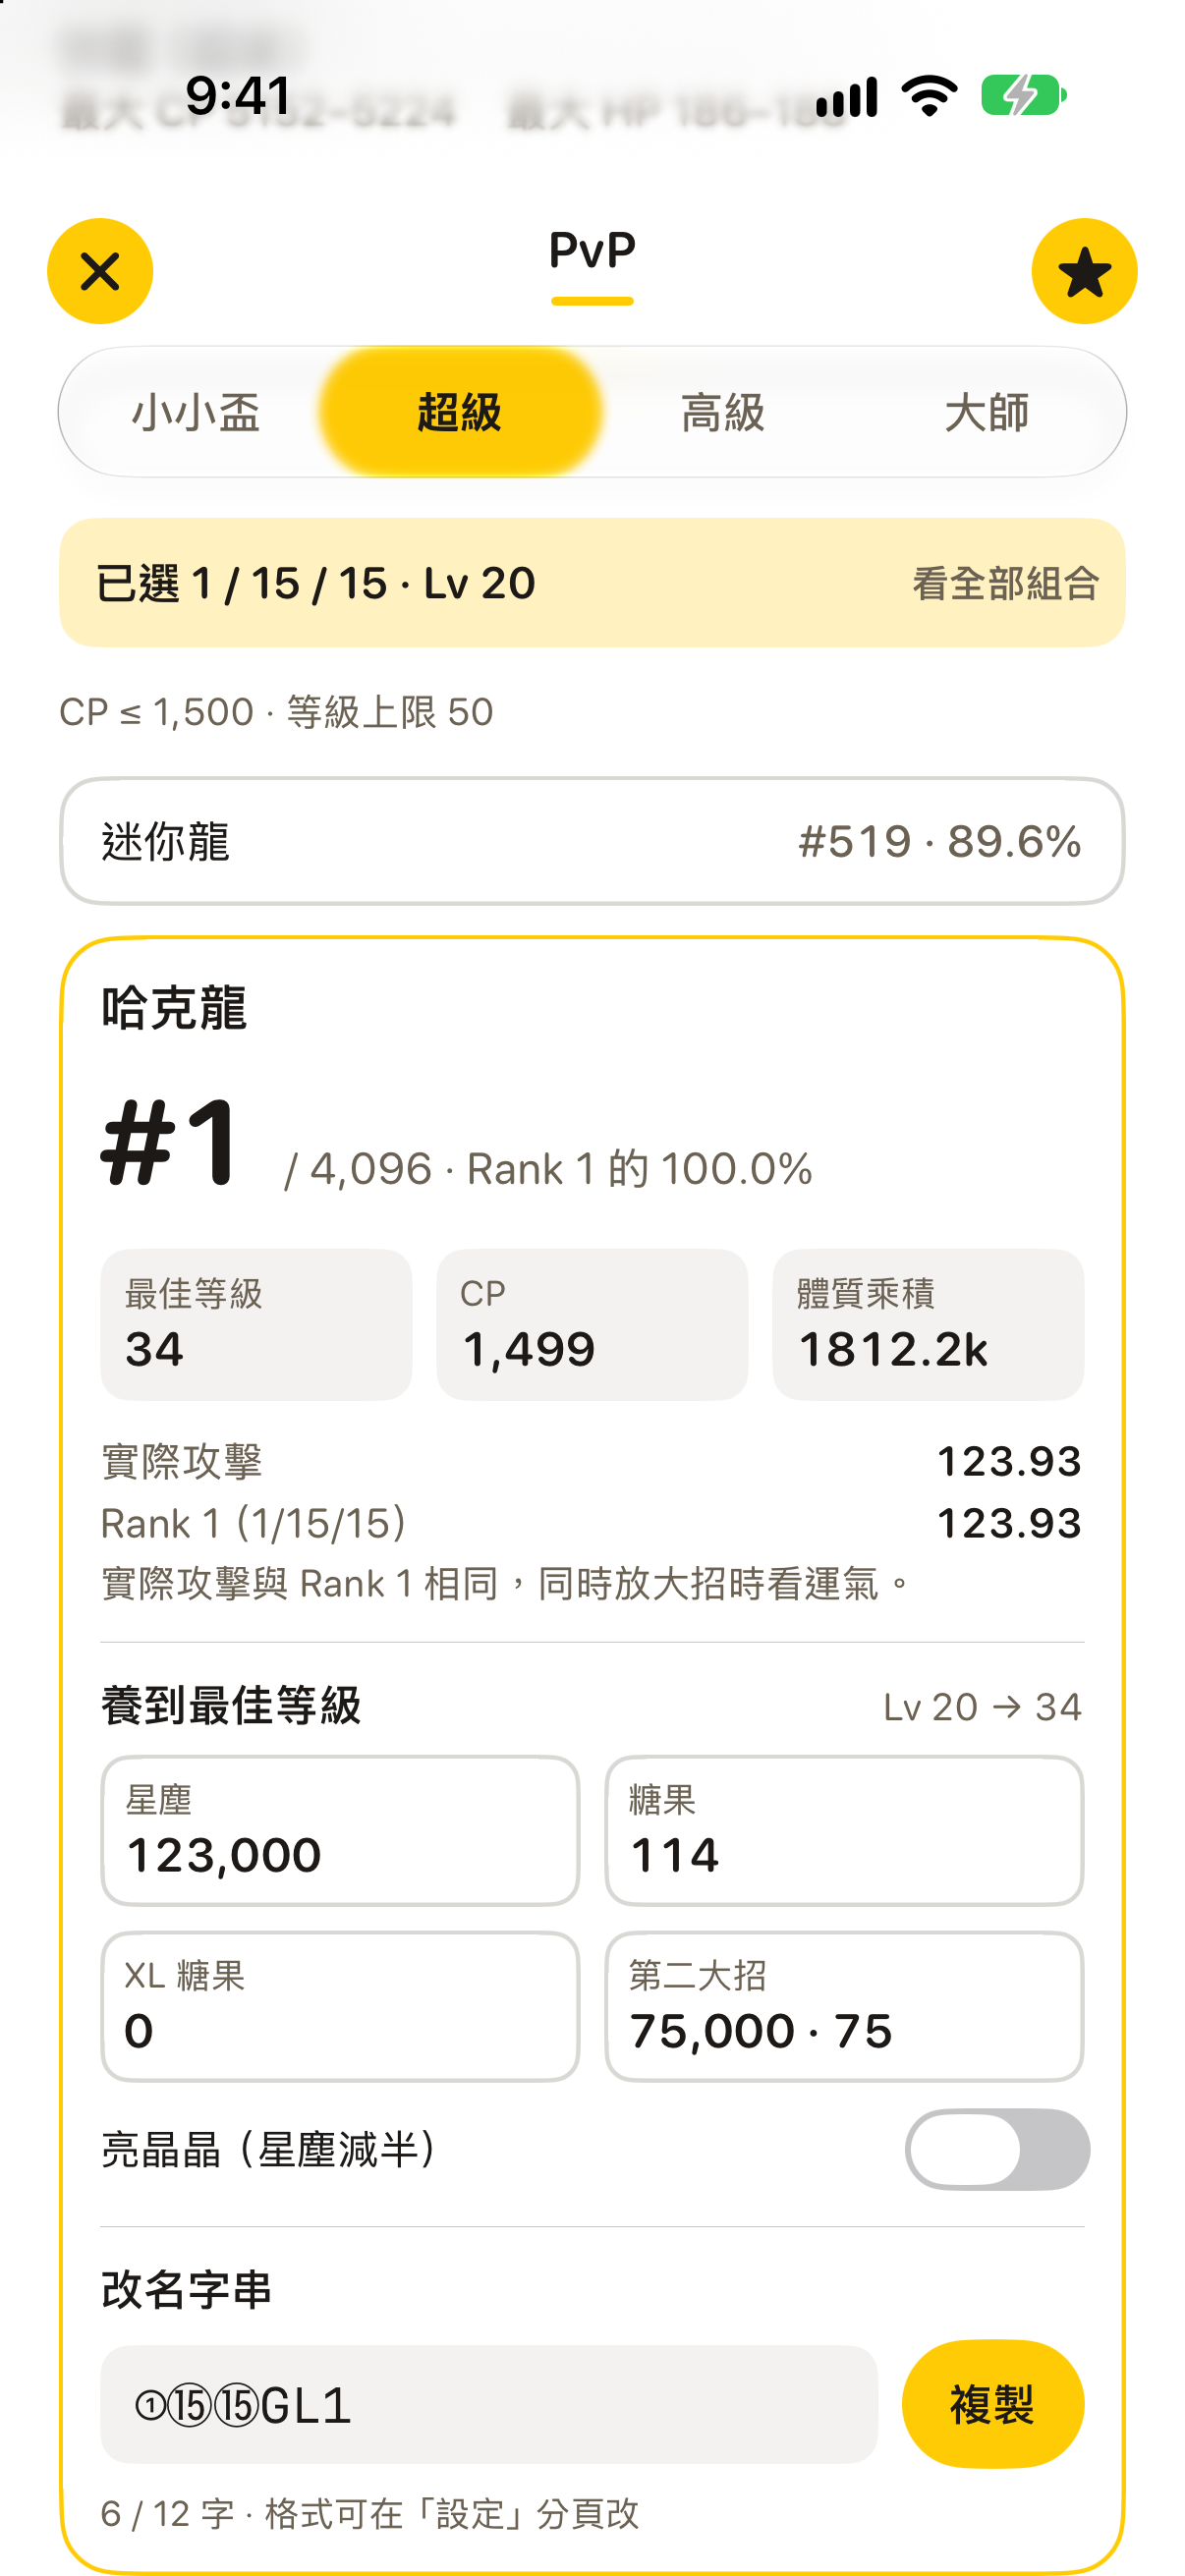 9:41
PvP
小小盃
超級
高級
大師
已選 1 / 15 / 15 · Lv 20
看全部組合
CP ≤ 1,500 · 等級上限 50
迷你龍
#519 · 89.6%
哈克龍
#1 / 4,096 · Rank 1 的 100.0%
最佳等級
34
CP
1,499
體質乘積
1812.2k
實際攻擊 123.93
Rank 1 (1/15/15) 123.93
實際攻擊與 Rank 1 相同，同時放大招時看運氣。
養到最佳等級
Lv 20 → 34
星塵
123,000
糖果
114
XL 糖果
0
第二大招
75,000 · 75
亮晶晶（星塵減半）
改名字串
①⑮⑮GL1
複製
6 / 12 字 · 格式可在「設定」分頁改